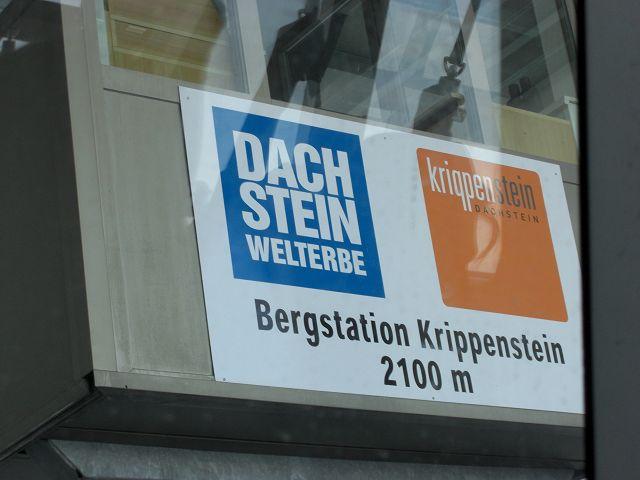 DACH
STEIN
WELTERBE
krippenstein
DACHSTEIN
Bergstation Krippenstein
2100 m